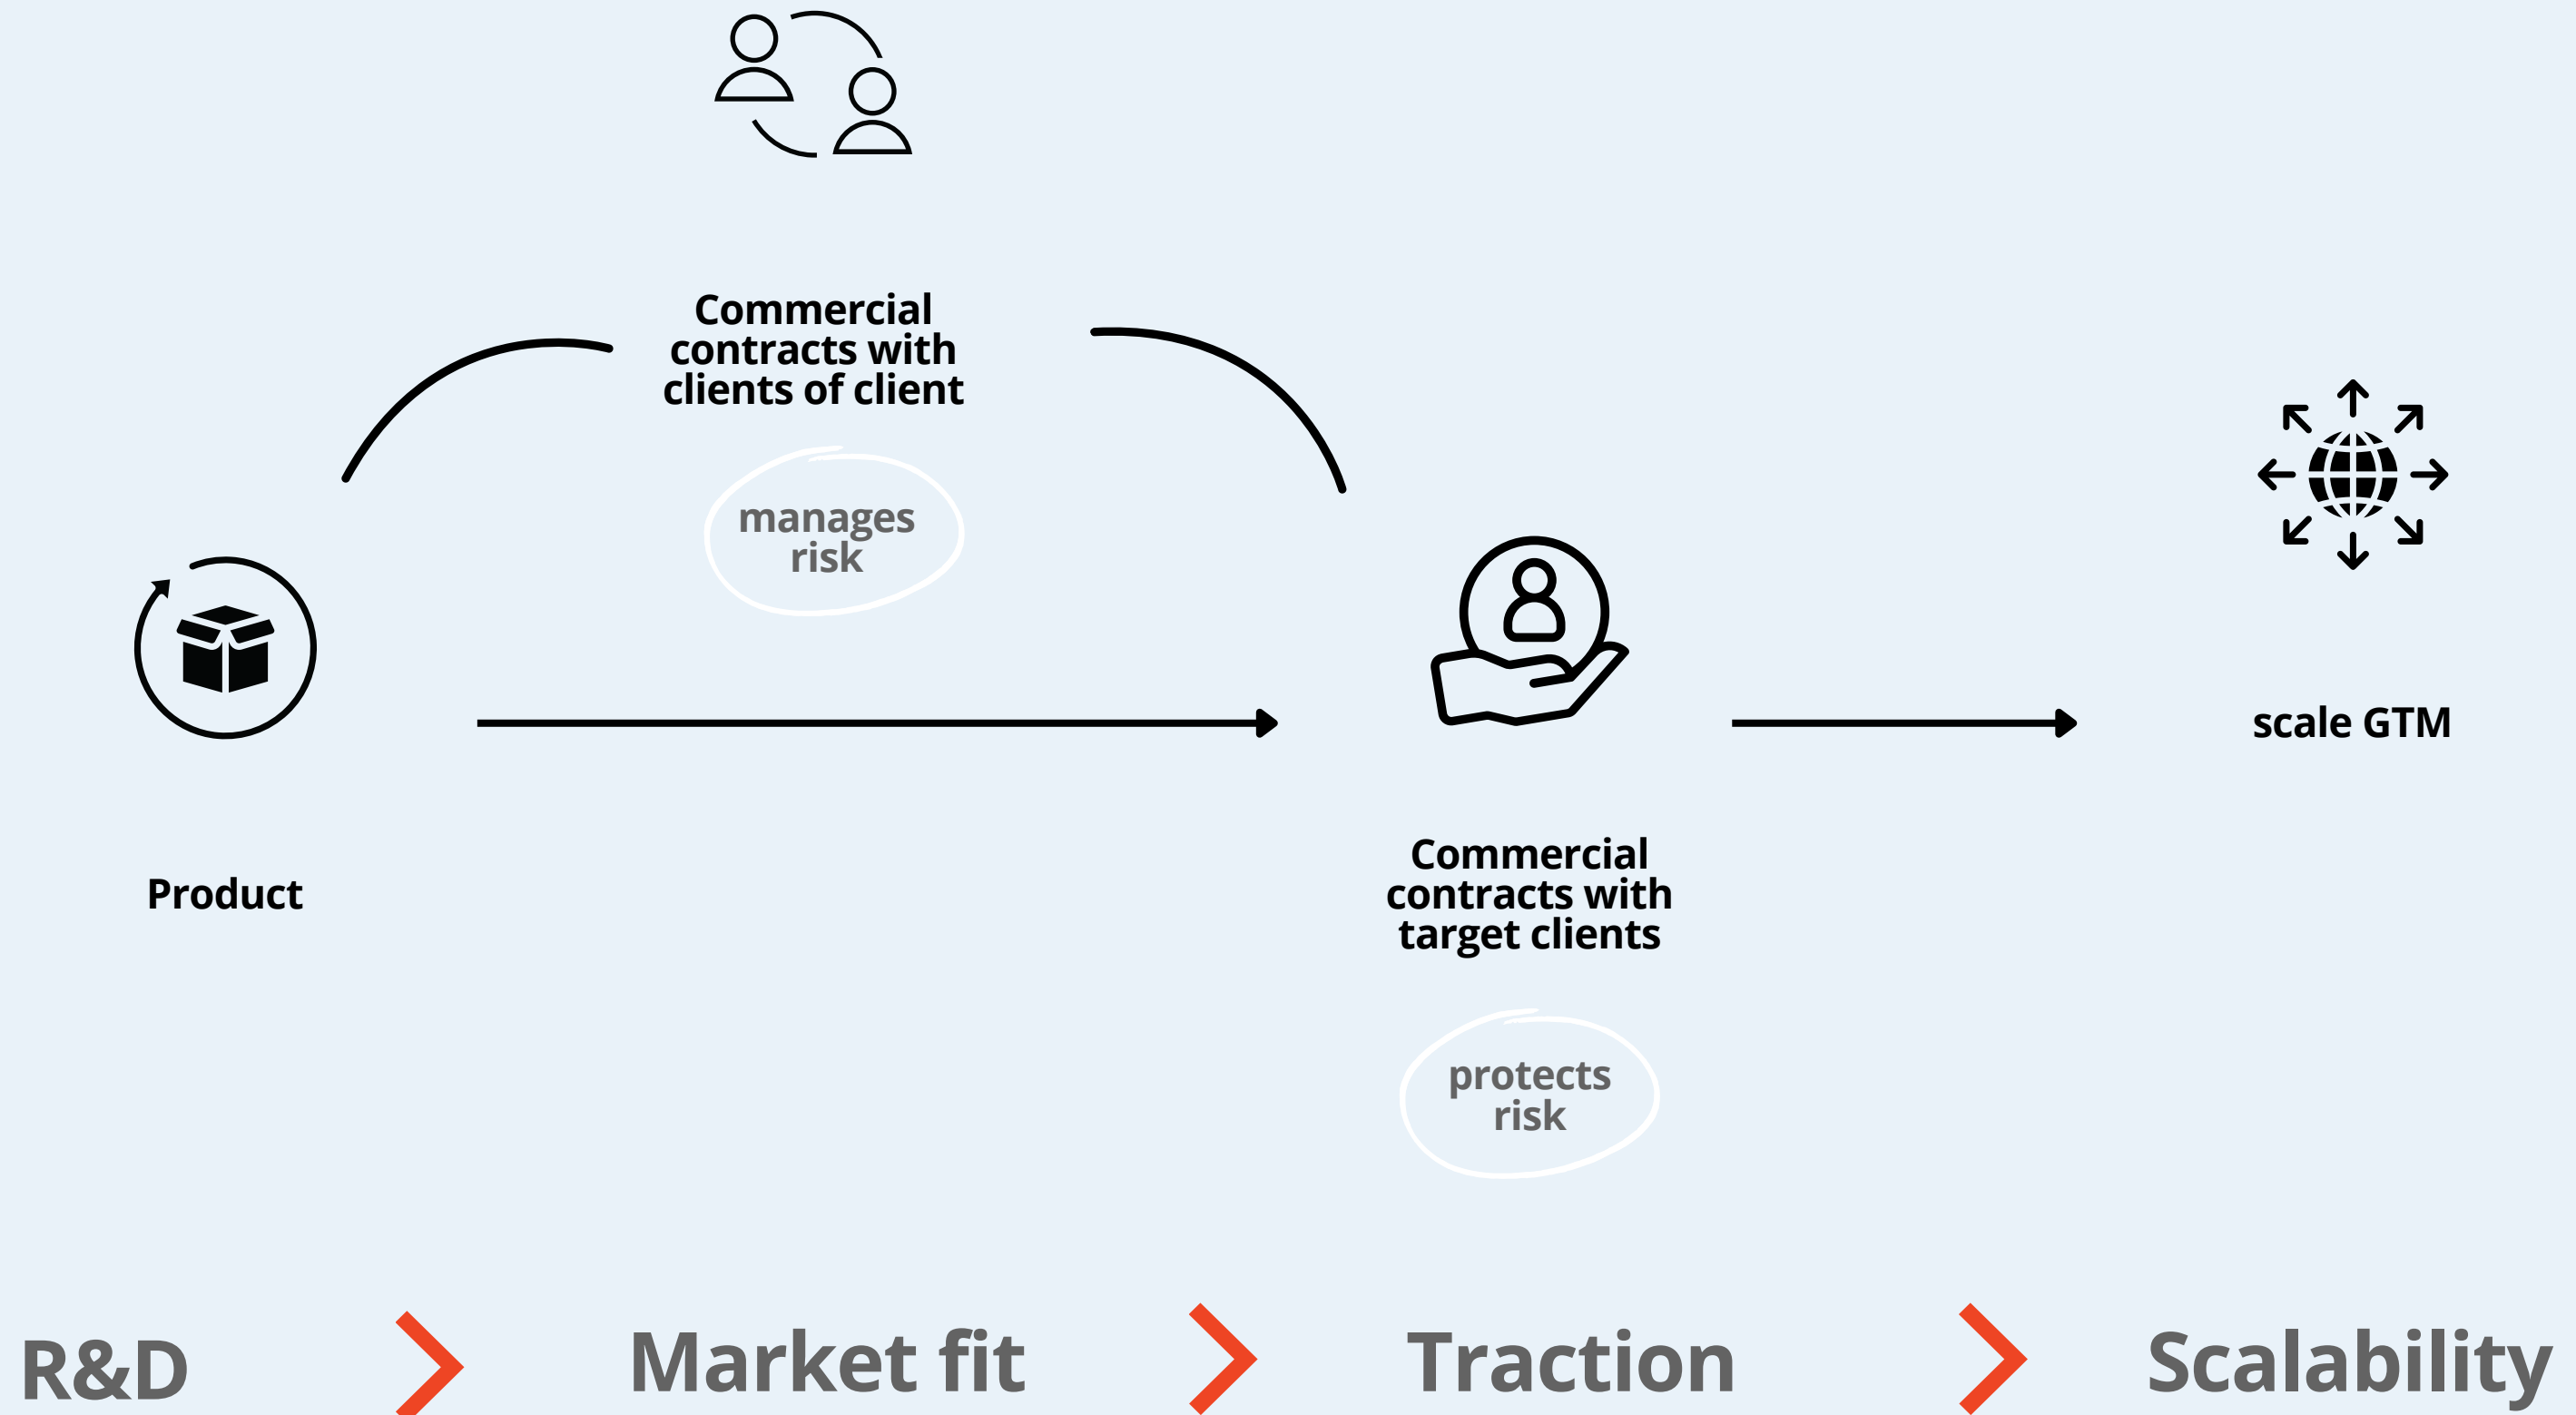 Commercial
contracts with
clients of client
manages
risk
Product
Commercial
contracts with
target clients
protects
risk
scale GTM
R&D
Market fit
Traction
Scalability